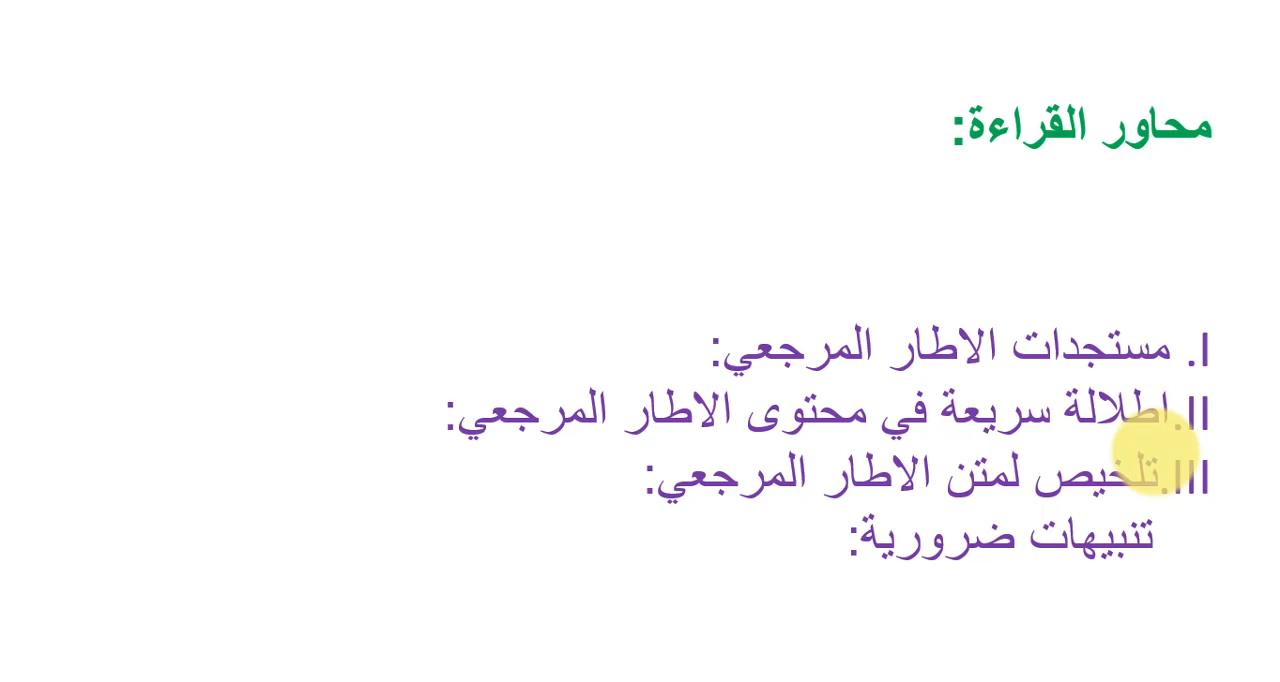 محاور القراءة:
I. مستجدات الاطار المرجعي:
II.اطلالة سريعة في محتوى الاطار المرجعي:
III.تلخيص لمتن الاطار المرجعي:
تنبيهات ضرورية: